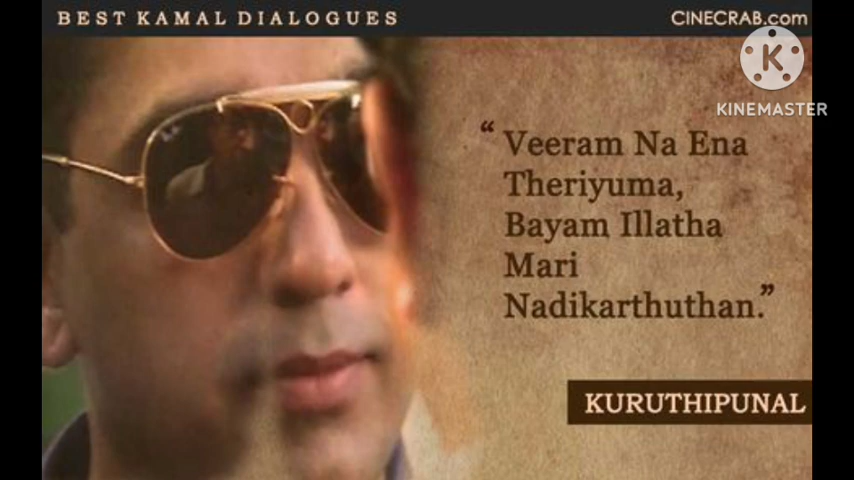 BEST KAMAL DIALOGUES
CINECRAB.com
KINEMASTER
“ Veeram Na Ena
Theriyuma,
Bayam Illatha
Mari
Nadikarthuthan.”
KURUTHIPUNAL